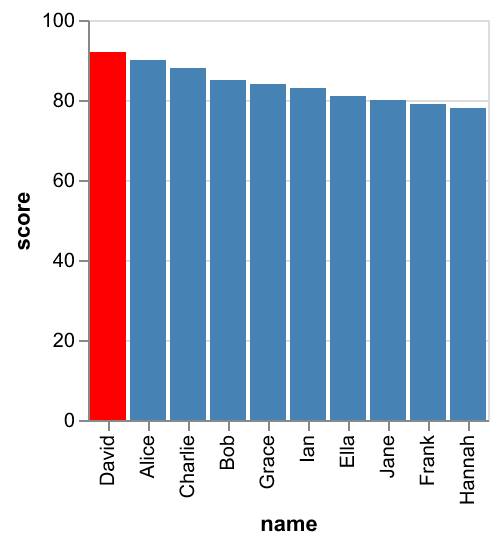 100
80
60
40
20
0
score
David
Alice
Charlie
Bob
Grace
Ian
Ella
Jane
Frank
Hannah
name